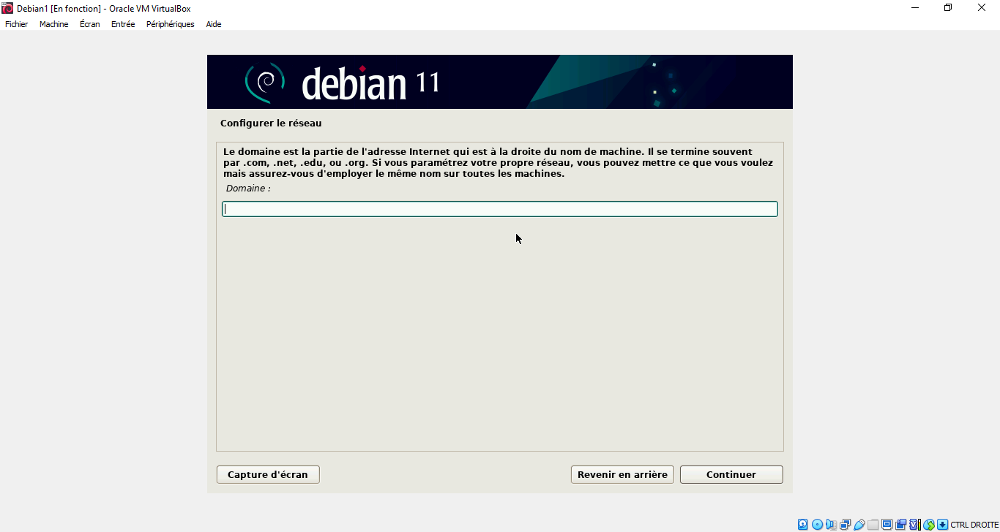 Debian1 [En fonction] - Oracle VM VirtualBox
Fichier Machine Écran Entrée Périphériques Aide
debian 11
Configurer le réseau
Le domaine est la partie de l'adresse Internet qui est à la droite du nom de machine. Il se termine souvent
par .com, .net, .edu, ou .org. Si vous paramétrez votre propre réseau, vous pouvez mettre ce que vous voulez
mais assurez-vous d'employer le même nom sur toutes les machines.
Domaine :
Capture d'écran Revenir en arrière Continuer
CTRL DROITE